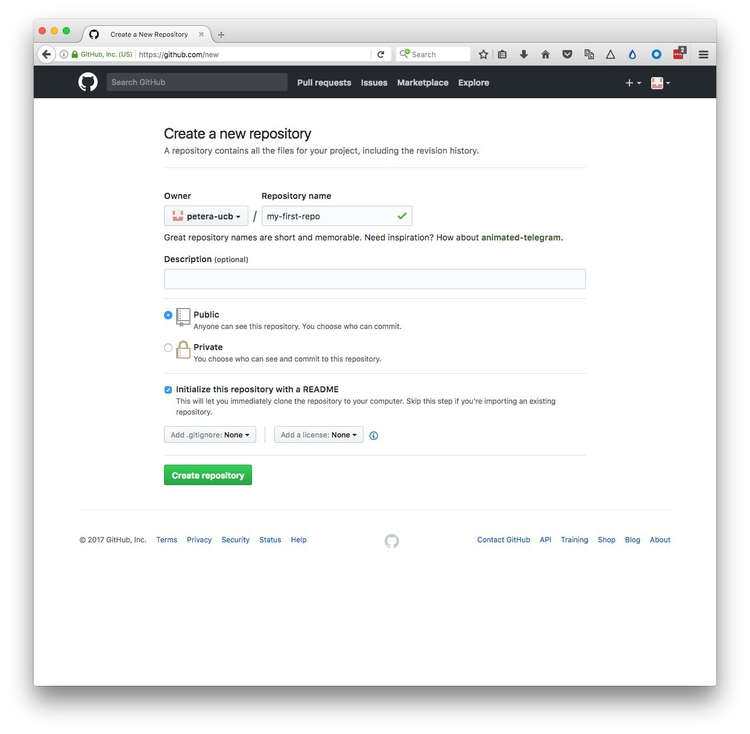 Create a New Repository
GitHub, Inc. (US) https://github.com/new Search
2
Search GitHub Pull requests Issues Marketplace Explore
Create a new repository
A repository contains all the files for your project, including the revision history.
Owner Repository name
petera-ucb / my-first-repo
Great repository names are short and memorable. Need inspiration? How about animated-telegram.
Description (optional)
Public
Anyone can see this repository. You choose who can commit.
Private
You choose who can see and commit to this repository.
Initialize this repository with a README
This will let you immediately clone the repository to your computer. Skip this step if you're importing an existing
repository.
Add .gitignore: None Add a license: None
Create repository
© 2017 GitHub, Inc. Terms Privacy Security Status Help Contact GitHub API Training Shop Blog About